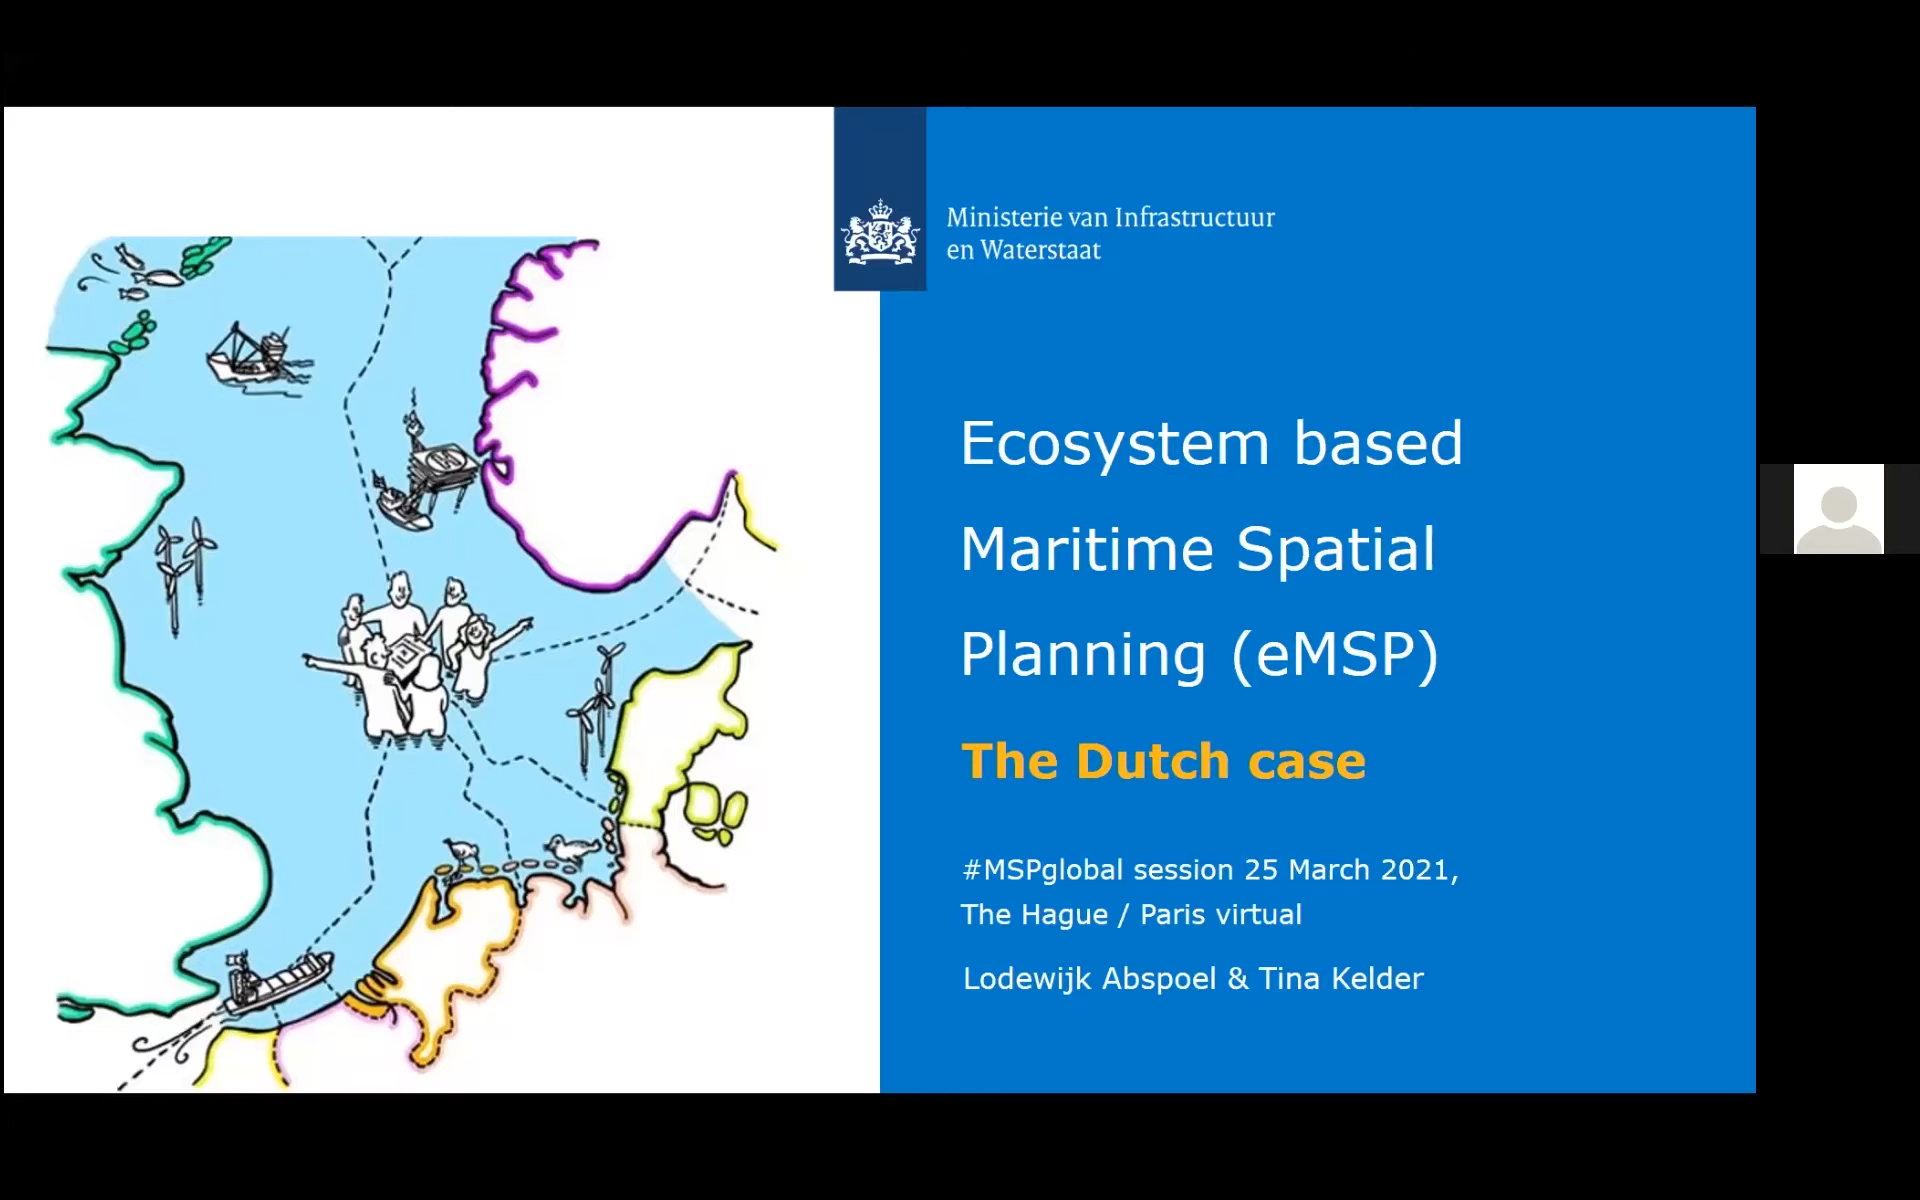 Ministerie van Infrastructuur
en Waterstaat
Ecosystem based
Maritime Spatial
Planning (eMSP)
The Dutch case
#MSPglobal session 25 March 2021,
The Hague / Paris virtual
Lodewijk Abspoel & Tina Kelder